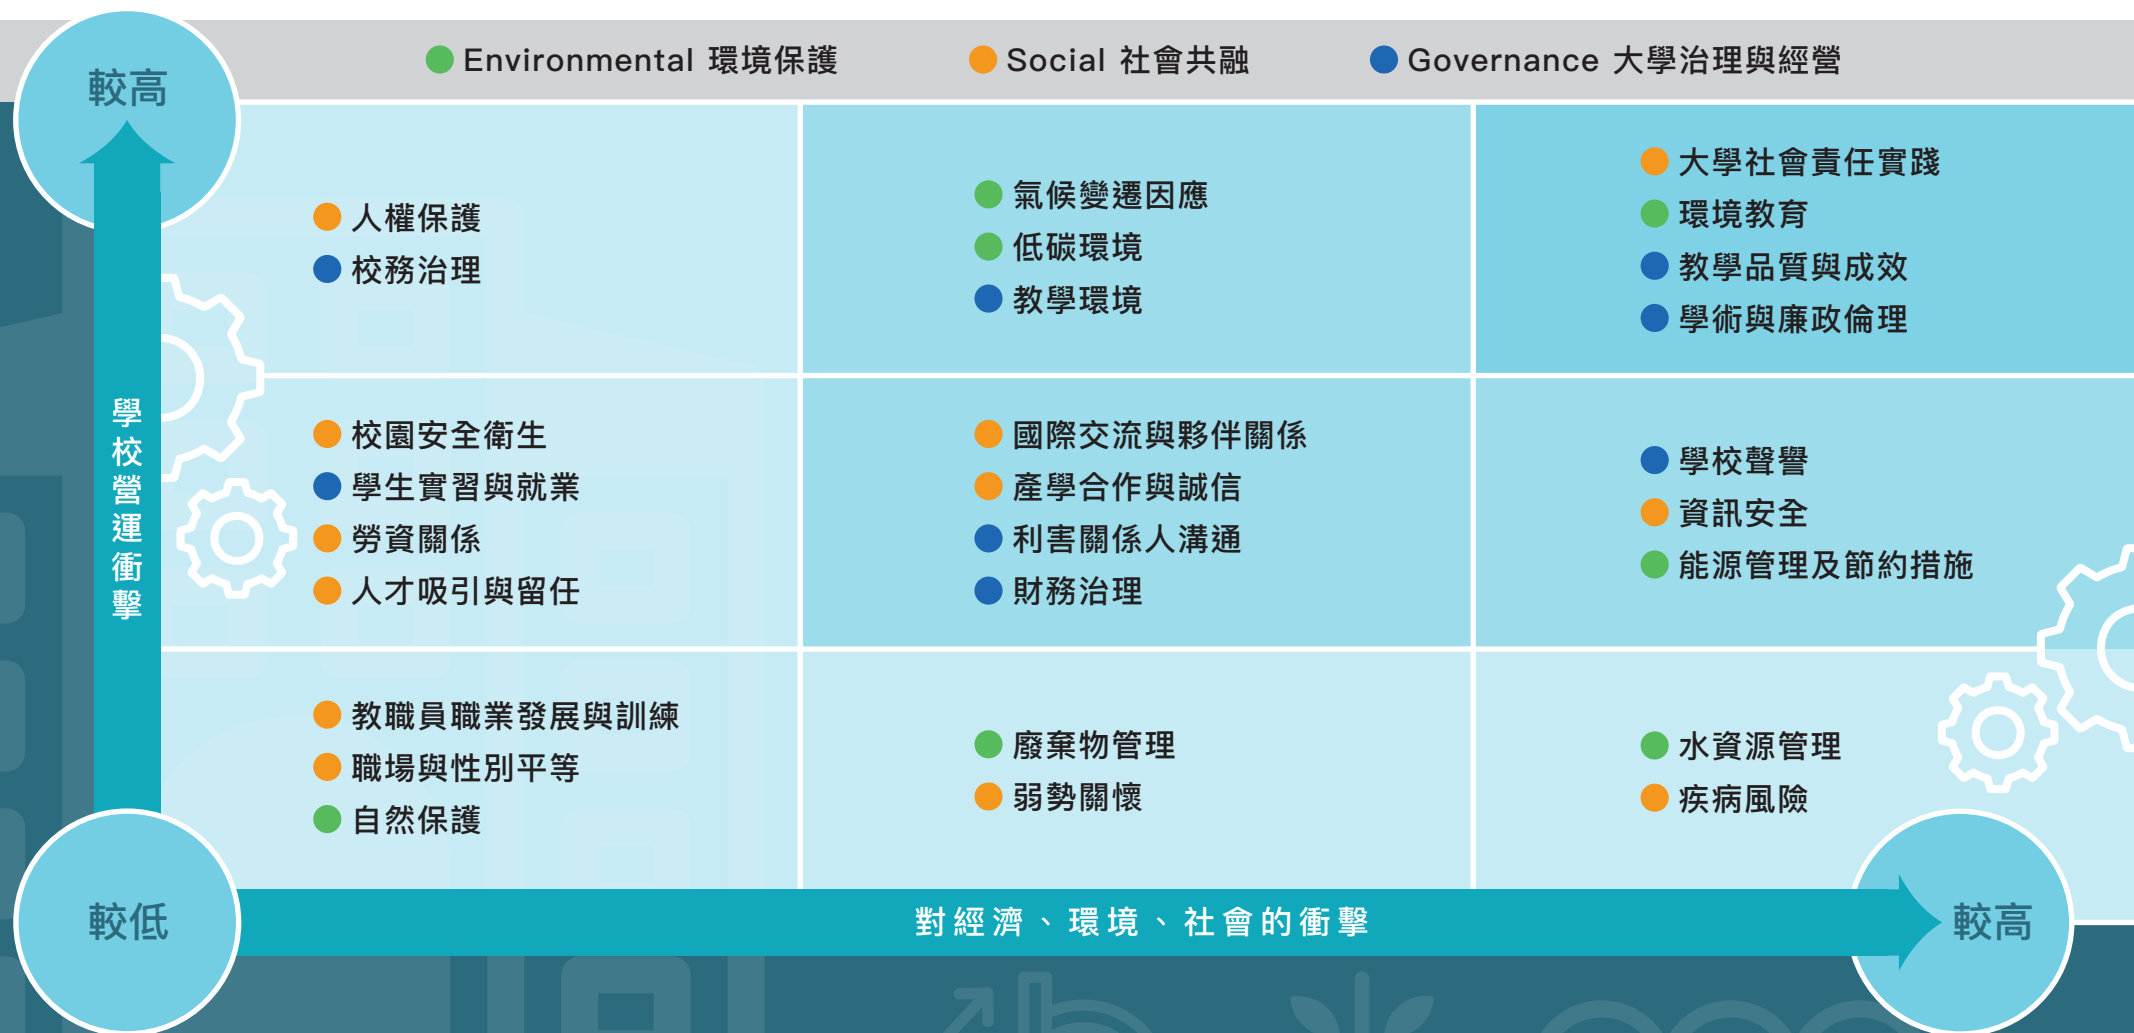 Environmental 環境保護
Social 社會共融
Governance 大學治理與經營
較高
學校營運衝擊
人權保護
校務治理
氣候變遷因應
低碳環境
教學環境
大學社會責任實踐
環境教育
教學品質與成效
學術與廉政倫理
校園安全衛生
學生實習與就業
勞資關係
人才吸引與留任
國際交流與夥伴關係
產學合作與誠信
利害關係人溝通
財務治理
學校聲譽
資訊安全
能源管理及節約措施
教職員職業發展與訓練
職場與性別平等
自然保護
廢棄物管理
弱勢關懷
水資源管理
疾病風險
較低
對經濟、環境、社會的衝擊
較高